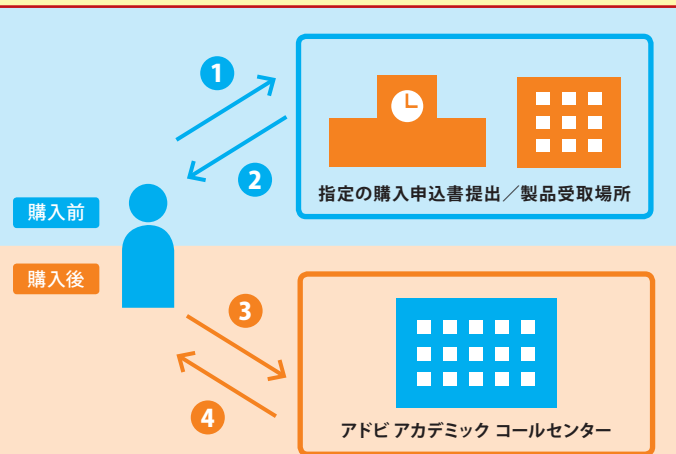 1
2
指定の購入申込書提出／製品受取場所
購入前
購入後
3
4
アドビ アカデミック コールセンター